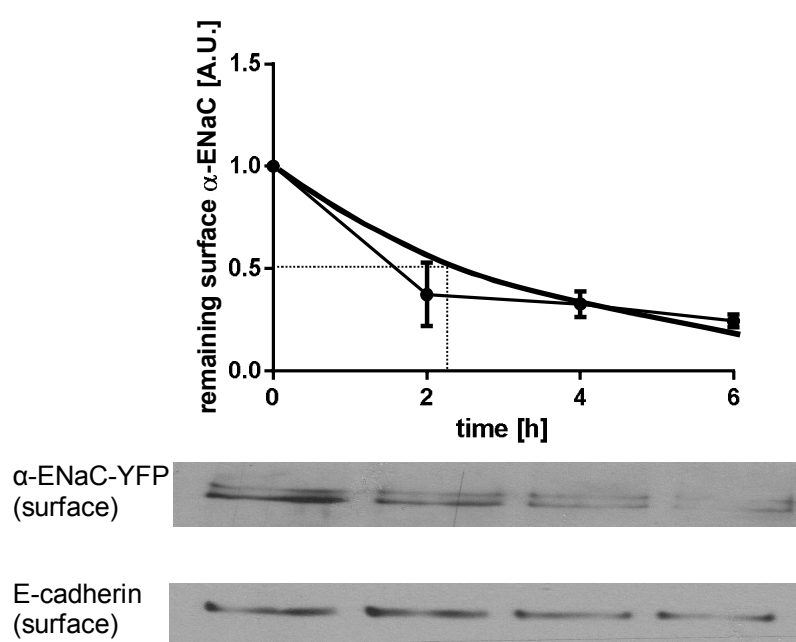 remaining surface α-ENaC [A.U.]
1.5
1.0
0.5
0.0
0 2 4 6
time [h]
α-ENaC-YFP
(surface)
E-cadherin
(surface)